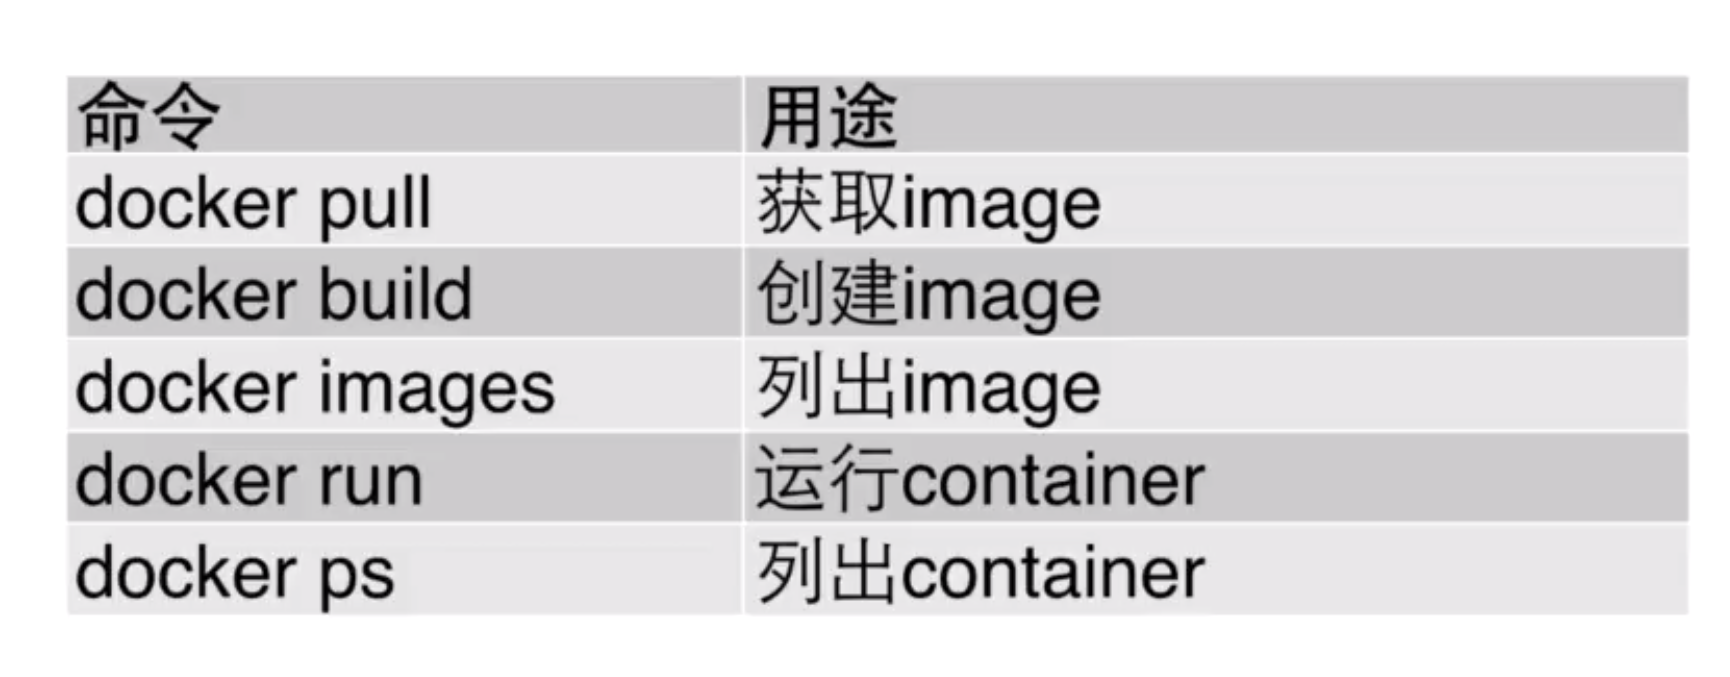 命令 用途
docker pull 获取image
docker build 创建image
docker images 列出image
docker run 运行container
docker ps 列出container